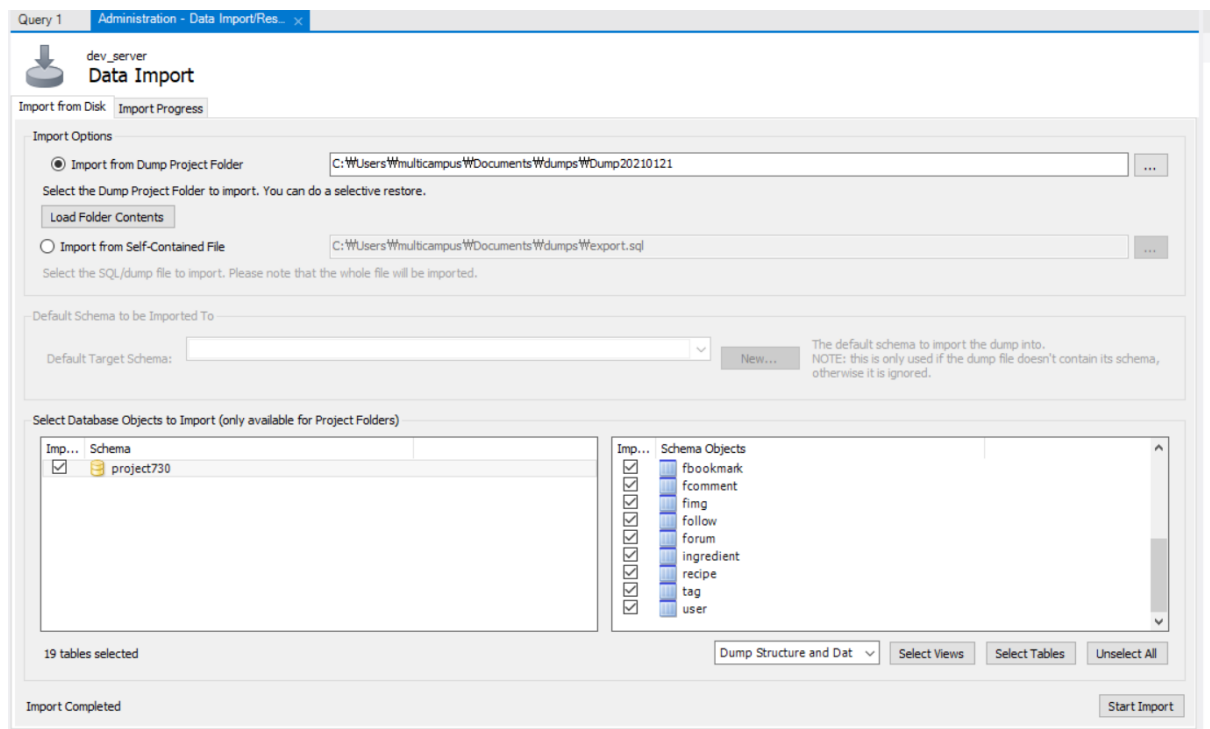 Query 1
Administration - Data Import/Res... ×
dev_server
Data Import
Import from Disk
Import Progress
Import Options
Import from Dump Project Folder
C:₩Users₩multicampus₩Documents₩dumps₩Dump20210121
...
Select the Dump Project Folder to import. You can do a selective restore.
Load Folder Contents
Import from Self-Contained File
C:₩Users₩multicampus₩Documents₩dumps₩export.sql
...
Select the SQL/dump file to import. Please note that the whole file will be imported.
Default Schema to be Imported To
Default Target Schema:
New...
The default schema to import the dump into.
NOTE: this is only used if the dump file doesn't contain its schema,
otherwise it is ignored.
Select Database Objects to Import (only available for Project Folders)
Imp... Schema
project730
Imp... Schema Objects
fbookmark
fcomment
fimg
follow
forum
ingredient
recipe
tag
user
19 tables selected
Dump Structure and Dat
Select Views
Select Tables
Unselect All
Import Completed
Start Import